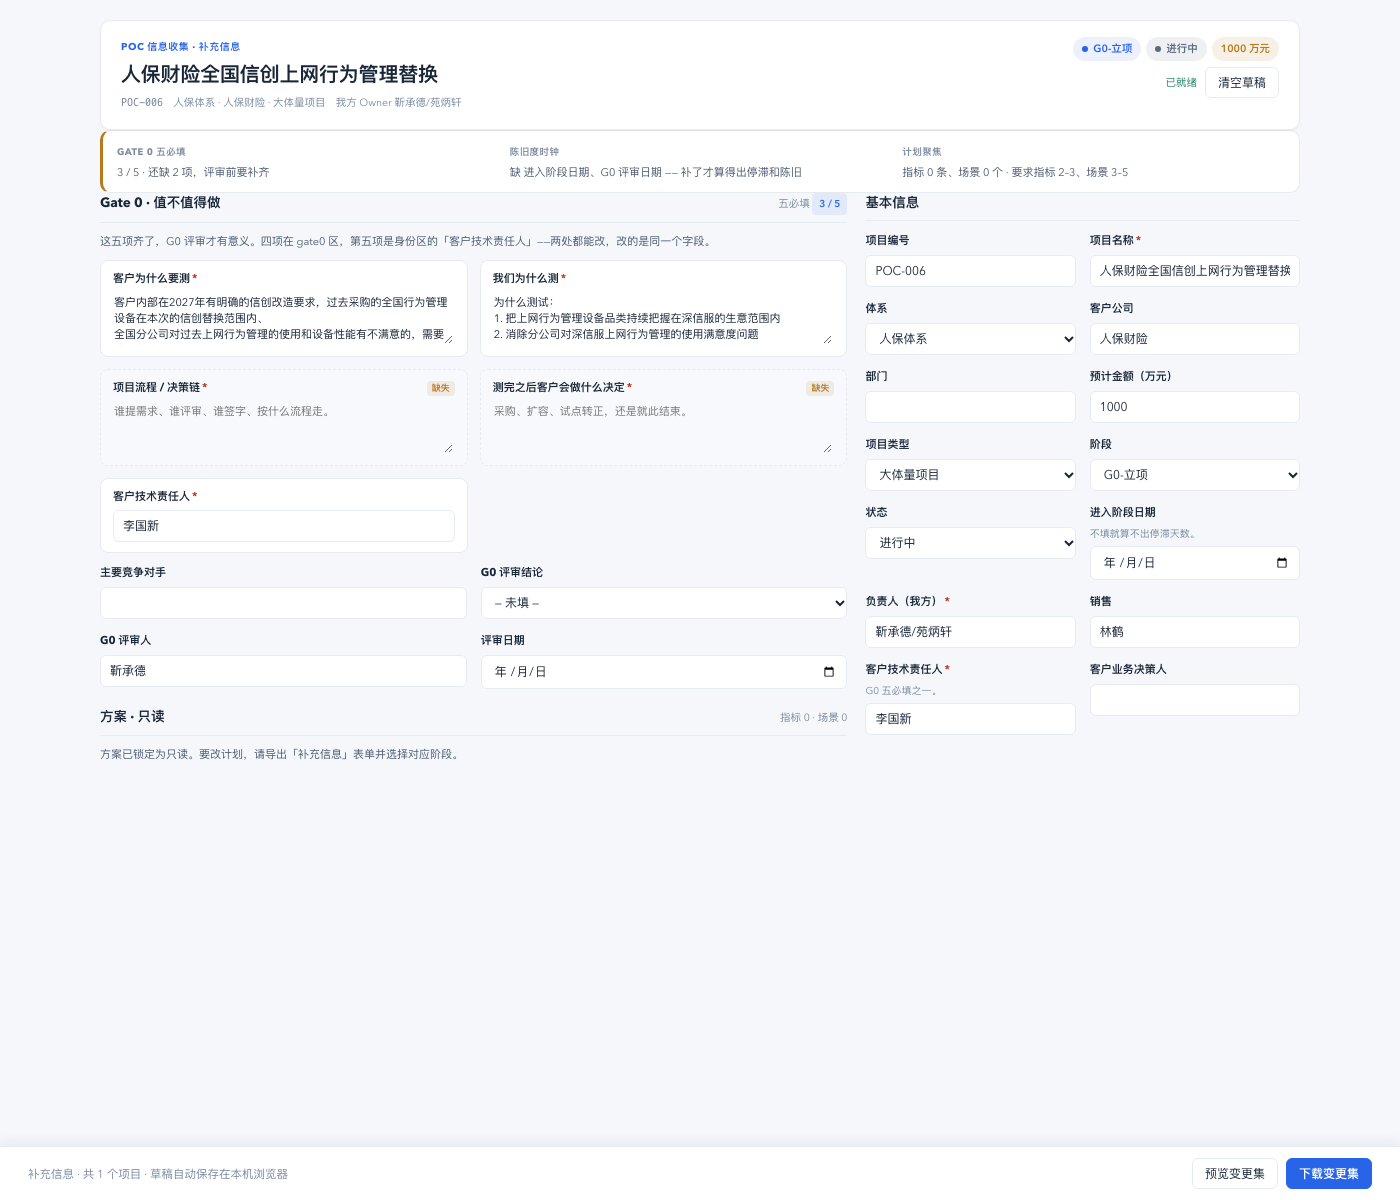 POC 信息收集 · 补充信息
人保财险全国信创上网行为管理替换
POC-006 人保体系 · 人保财险 · 大体量项目 我方 Owner 靳承德/苑炳轩
G0-立项
进行中
1000 万元
已就绪
清空草稿
GATE 0 五必填
3 / 5 · 还缺 2 项，评审前要补齐
陈旧度时钟
缺 进入阶段日期、G0 评审日期 —— 补了才算得出停滞和陈旧
计划聚焦
指标 0 条、场景 0 个 · 要求指标 2–3、场景 3–5
Gate 0 · 值不值得做
五必填 3 / 5
这五项齐了，G0 评审才有意义。四项在 gate0 区，第五项是身份区的「客户技术责任人」——两处都能改，改的是同一个字段。
客户为什么要测 *
客户内部在2027年有明确的信创改造要求，过去采购的全国行为管理
设备在本次的信创替换范围内、
全国分公司对过去上网行为管理的使用和设备性能有不满意的，需要
我们为什么测 *
为什么测试：
1. 把上网行为管理设备品类持续把握在深信服的生意范围内
2. 消除分公司对深信服上网行为管理的使用满意度问题
项目流程 / 决策链 *
缺失
谁提需求、谁评审、谁签字、按什么流程走。
测完之后客户会做什么决定 *
缺失
采购、扩容、试点转正，还是就此结束。
客户技术责任人 *
李国新
主要竞争对手
G0 评审结论
– 未填 –
G0 评审人
靳承德
评审日期
年 /月/日
方案 · 只读
指标 0 · 场景 0
方案已锁定为只读。要改计划，请导出「补充信息」表单并选择对应阶段。
基本信息
项目编号
POC-006
项目名称 *
人保财险全国信创上网行为管理替换
体系
人保体系
客户公司
人保财险
部门
预计金额（万元）
1000
项目类型
大体量项目
阶段
G0-立项
状态
进行中
进入阶段日期
不填就算不出停滞天数。
年 /月/日
负责人（我方） *
靳承德/苑炳轩
销售
林鹤
客户技术责任人 *
G0 五必填之一。
李国新
客户业务决策人
补充信息 · 共 1 个项目 · 草稿自动保存在本机浏览器
预览变更集
下载变更集